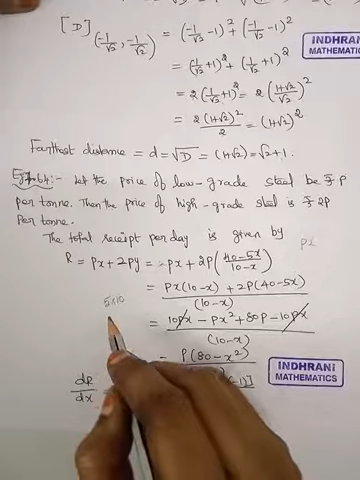 [D](-1/√2, -1/√2) = (-1/√2 -1)² + (-1/√2 -1)²
INDHRANI
MATHEMATICS
= (1/√2 +1)² + (1/√2 +1)²
= 2(1/√2 +1)² = 2((1+√2)/√2)²
= 2(1+√2)²/2 = (1+√2)²
Farthest distance = d = √D = (1+√2) = √2+1.
Let the price of low-grade steel be ₹ P
per tonne. Then the price of high-grade steel is ₹ 2P
per tonne.
The total receipt per day is given by
px
R = px + 2py = px + 2p((40-5x)/(10-x))
= (px(10-x) + 2p(40-5x))/(10-x)
5x10
= (10px - px² + 80p - 10px)/(10-x)
= P(80-x²)
INDHRANI
MATHEMATICS
dR/dx